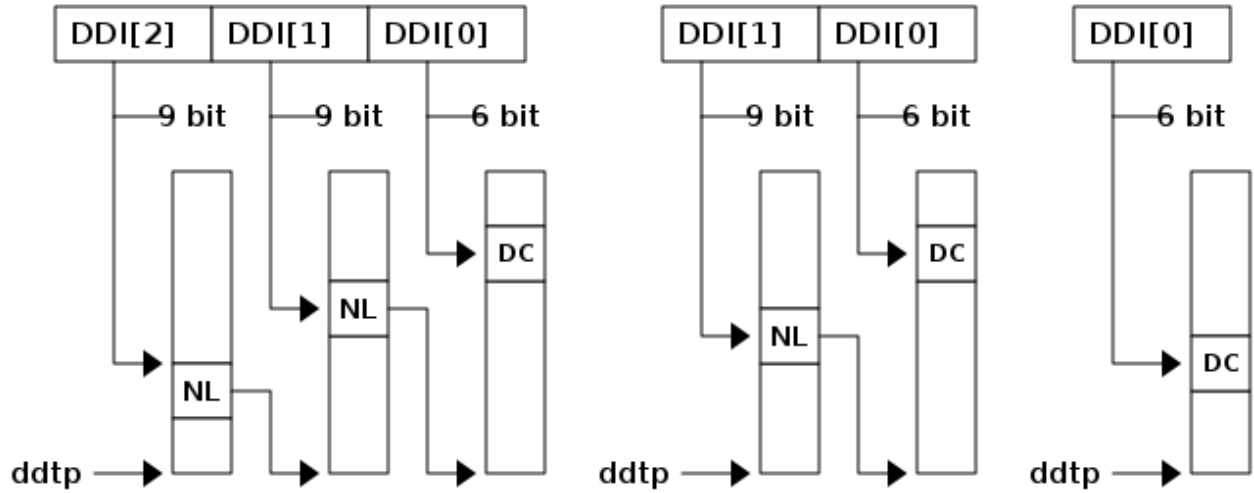 DDI[2] DDI[1] DDI[0] DDI[1] DDI[0] DDI[0]
9 bit 9 bit 6 bit 9 bit 6 bit 6 bit
DC DC
NL
NL
DC
NL
ddtp ddtp ddtp